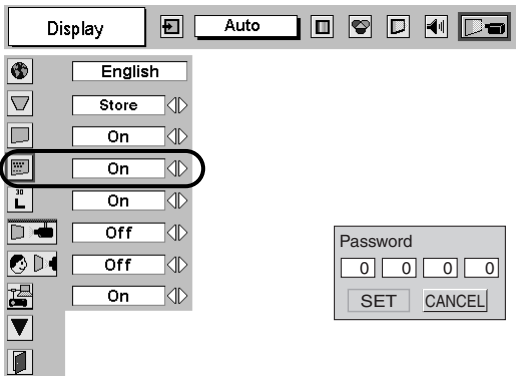 Display Auto
English
Store
On
On
30
L
On
Off
Off
On
Password
0 0 0 0
SET CANCEL